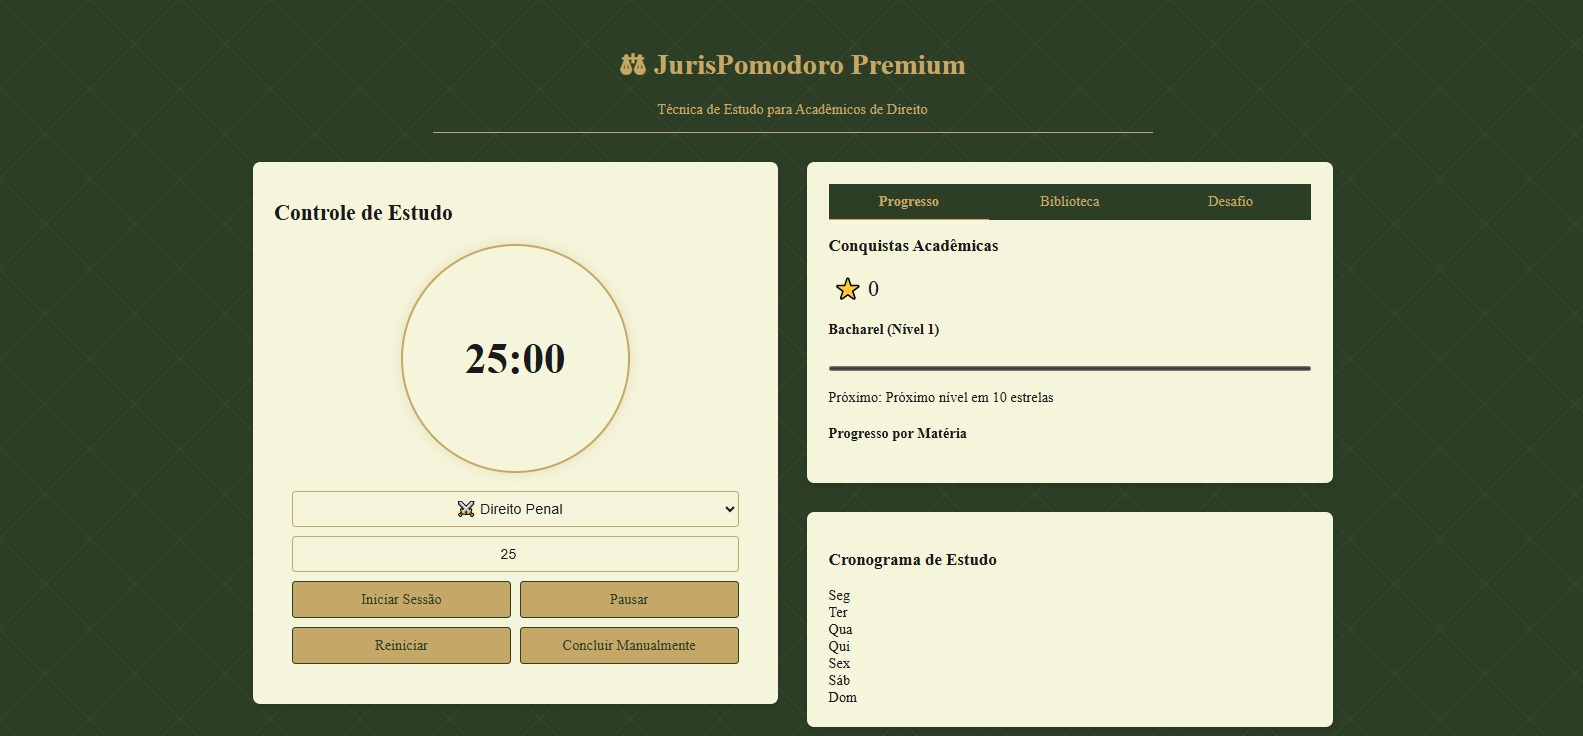 JurisPomodoro Premium
Técnica de Estudo para Acadêmicos de Direito
Controle de Estudo
25:00
Direito Penal
25
Iniciar Sessão
Pausar
Reiniciar
Concluir Manualmente
Progresso
Biblioteca
Desafio
Conquistas Acadêmicas
0
Bacharel (Nível 1)
Próximo: Próximo nível em 10 estrelas
Progresso por Matéria
Cronograma de Estudo
Seg
Ter
Qua
Qui
Sex
Sáb
Dom